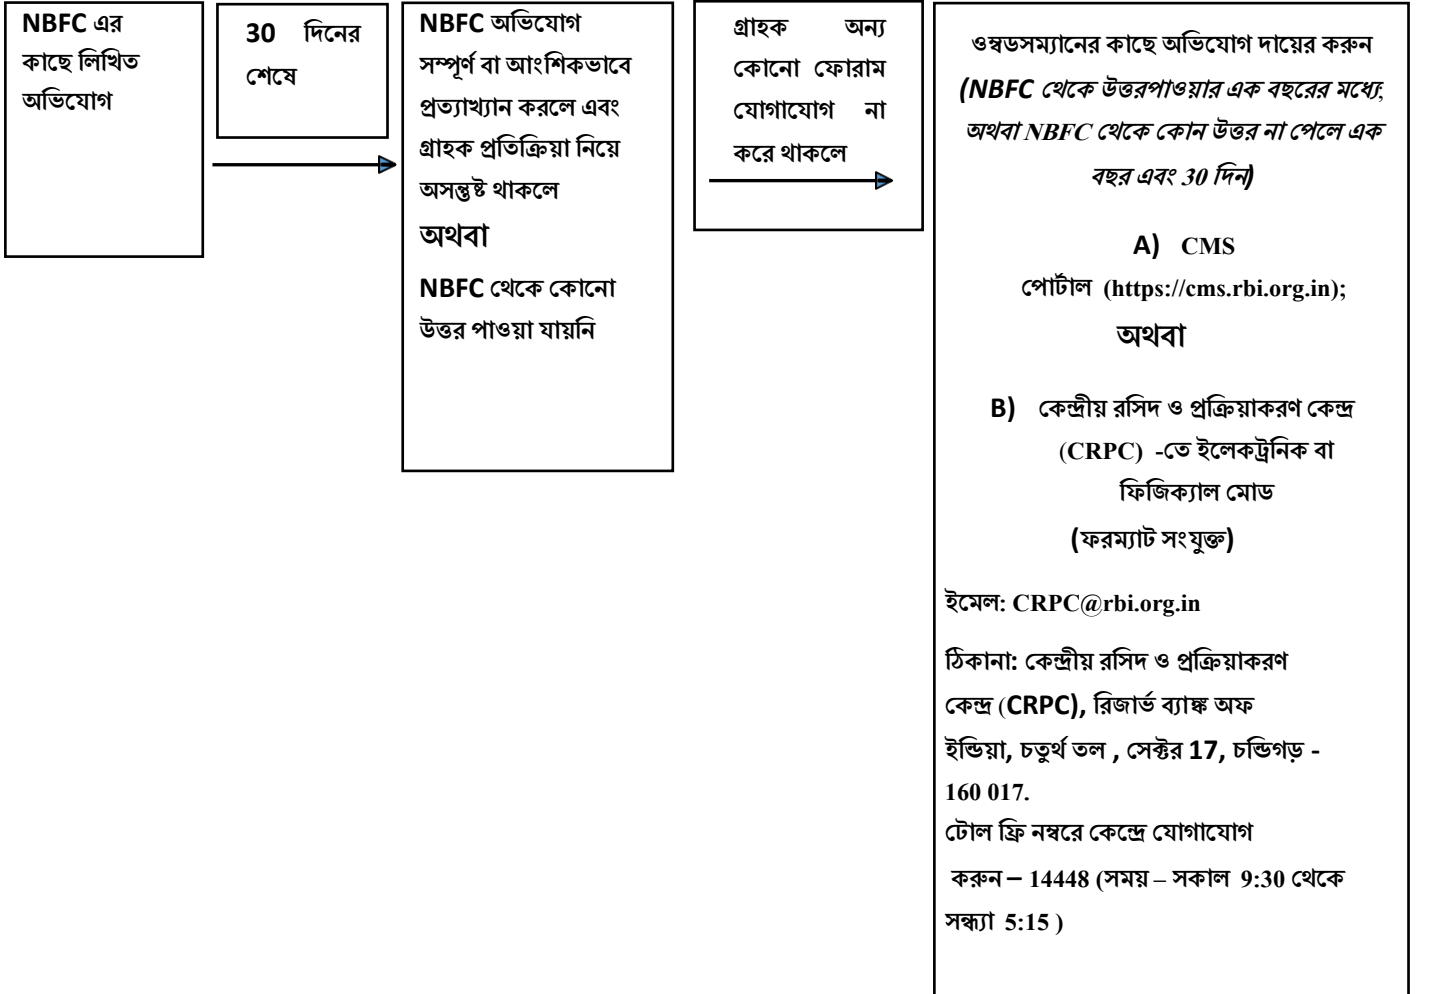 NBFC এর
কাছে লিখিত
অভিযোগ
30 দিনের
শেষে
NBFC অভিযোগ
সম্পূর্ণ বা আংশিকভাবে
প্রত্যাখ্যান করলে এবং
গ্রাহক প্রতিক্রিয়া নিয়ে
অসন্তুষ্ট থাকলে
অথবা
NBFC থেকে কোনো
উত্তর পাওয়া যায়নি
গ্রাহক অন্য
কোনো ফোরাম
যোগাযোগ না
করে থাকলে
ওম্বডসম্যানের কাছে অভিযোগ দায়ের করুন
(NBFC থেকে উত্তরপাওয়ার এক বছরের মধ্যে;
অথবা NBFC থেকে কোন উত্তর না পেলে এক
বছর এবং 30 দিন)
A) CMS
পোর্টাল (https://cms.rbi.org.in);
অথবা
B) কেন্দ্রীয় রসিদ ও প্রক্রিয়াকরণ কেন্দ্র
(CRPC) -তে ইলেকট্রনিক বা
ফিজিক্যাল মোড
(ফরম্যাট সংযুক্ত)
ইমেল: CRPC@rbi.org.in
ঠিকানা: কেন্দ্রীয় রসিদ ও প্রক্রিয়াকরণ
কেন্দ্র (CRPC), রিজার্ভ ব্যাঙ্ক অফ
ইন্ডিয়া, চতুর্থ তল , সেক্টর 17, চন্ডিগড় -
160 017.
টোল ফ্রি নম্বরে কেন্দ্রে যোগাযোগ
করুন – 14448 (সময় – সকাল 9:30 থেকে
সন্ধ্যা 5:15 )